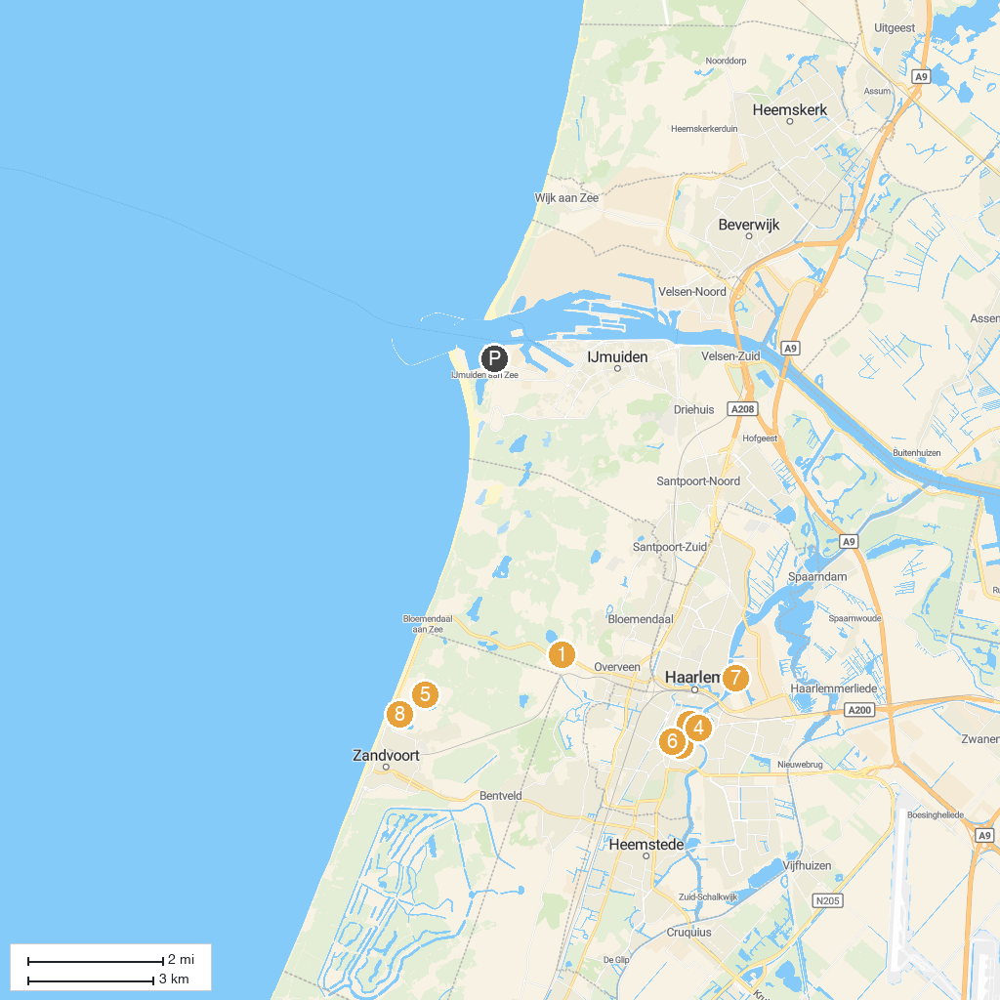 Uitgeest
Noorddorp
A9
Assum
Heemskerk
Heemskerkerduin
Wijk aan Zee
Beverwijk
Velsen-Noord
Assen
P
IJmuiden aan Zee
IJmuiden
Velsen-Zuid
A9
Driehuis
A208
Hofgeest
Buitenhuizen
Santpoort-Noord
Santpoort-Zuid
A9
Spaarndam
Bloemendaal
aan Zee
Bloemendaal
Spaarnwoude
1
Overveen
Haarlem
7
Haarlemmerliede
5
8
A200
4
6
Zwanen
Zandvoort
Nieuwebrug
Bentveld
Boesingheliede
A9
Heemstede
Vijfhuizen
Zuid-Schalkwijk
N205
Cruquius
De Glip
2 mi
3 km